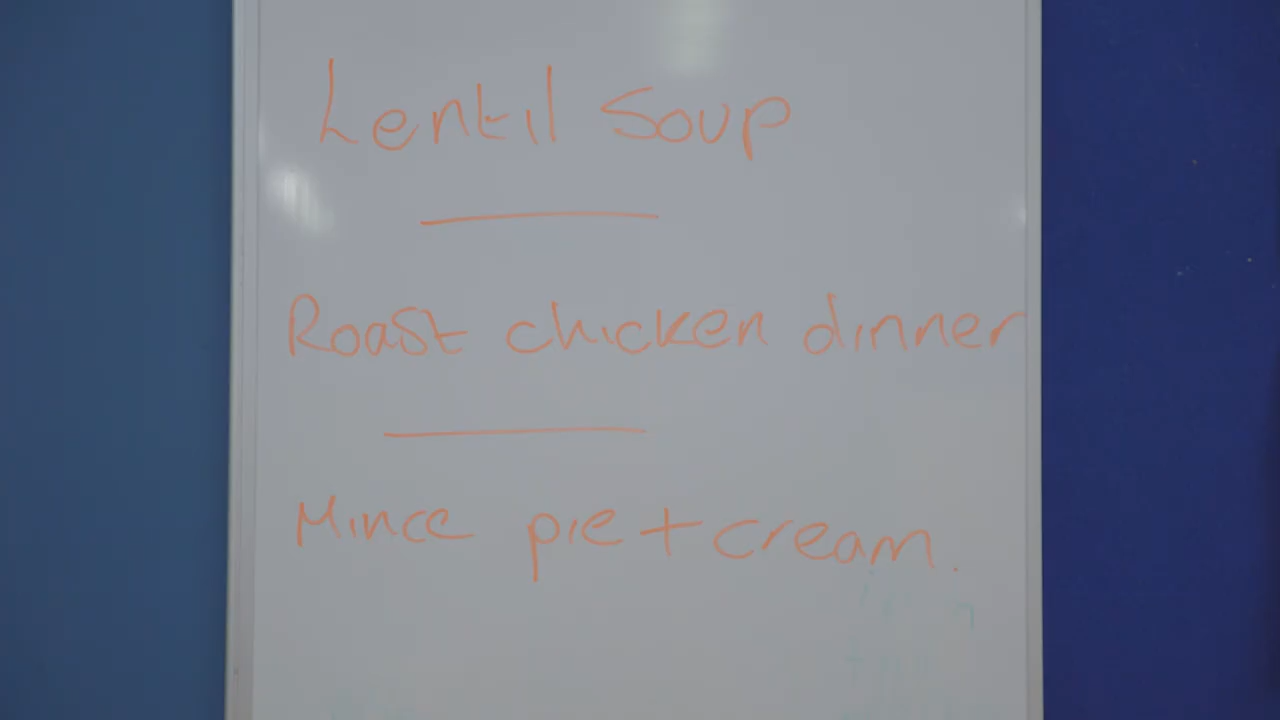 Lentil Soup
Roast chicken dinner
Mince pie + cream.